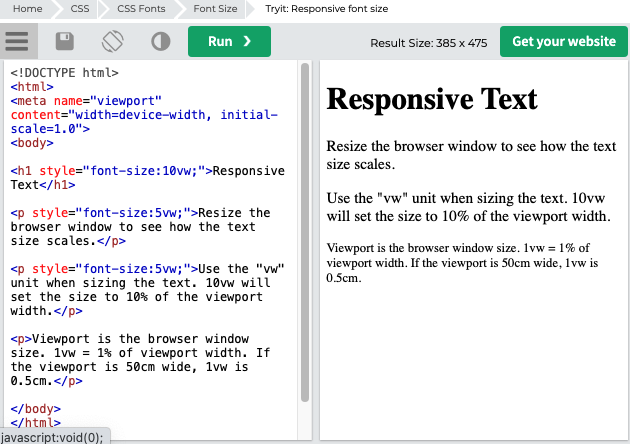 Home CSS CSS Fonts Font Size Tryit: Responsive font size
Run ❯ Result Size: 385 x 475 Get your website
<!DOCTYPE html>
<html>
<meta name="viewport"
content="width=device-width, initial-
scale=1.0">
<body>
<h1 style="font-size:10vw;">Responsive
Text</h1>
<p style="font-size:5vw;">Resize the
browser window to see how the text
size scales.</p>
<p style="font-size:5vw;">Use the "vw"
unit when sizing the text. 10vw will
set the size to 10% of the viewport
width.</p>
<p>Viewport is the browser window
size. 1vw = 1% of viewport width. If
the viewport is 50cm wide, 1vw is
0.5cm.</p>
</body>
</html>
javascript:void(0);
Responsive Text
Resize the browser window to see how the text
size scales.
Use the "vw" unit when sizing the text. 10vw
will set the size to 10% of the viewport width.
Viewport is the browser window size. 1vw = 1% of
viewport width. If the viewport is 50cm wide, 1vw is
0.5cm.